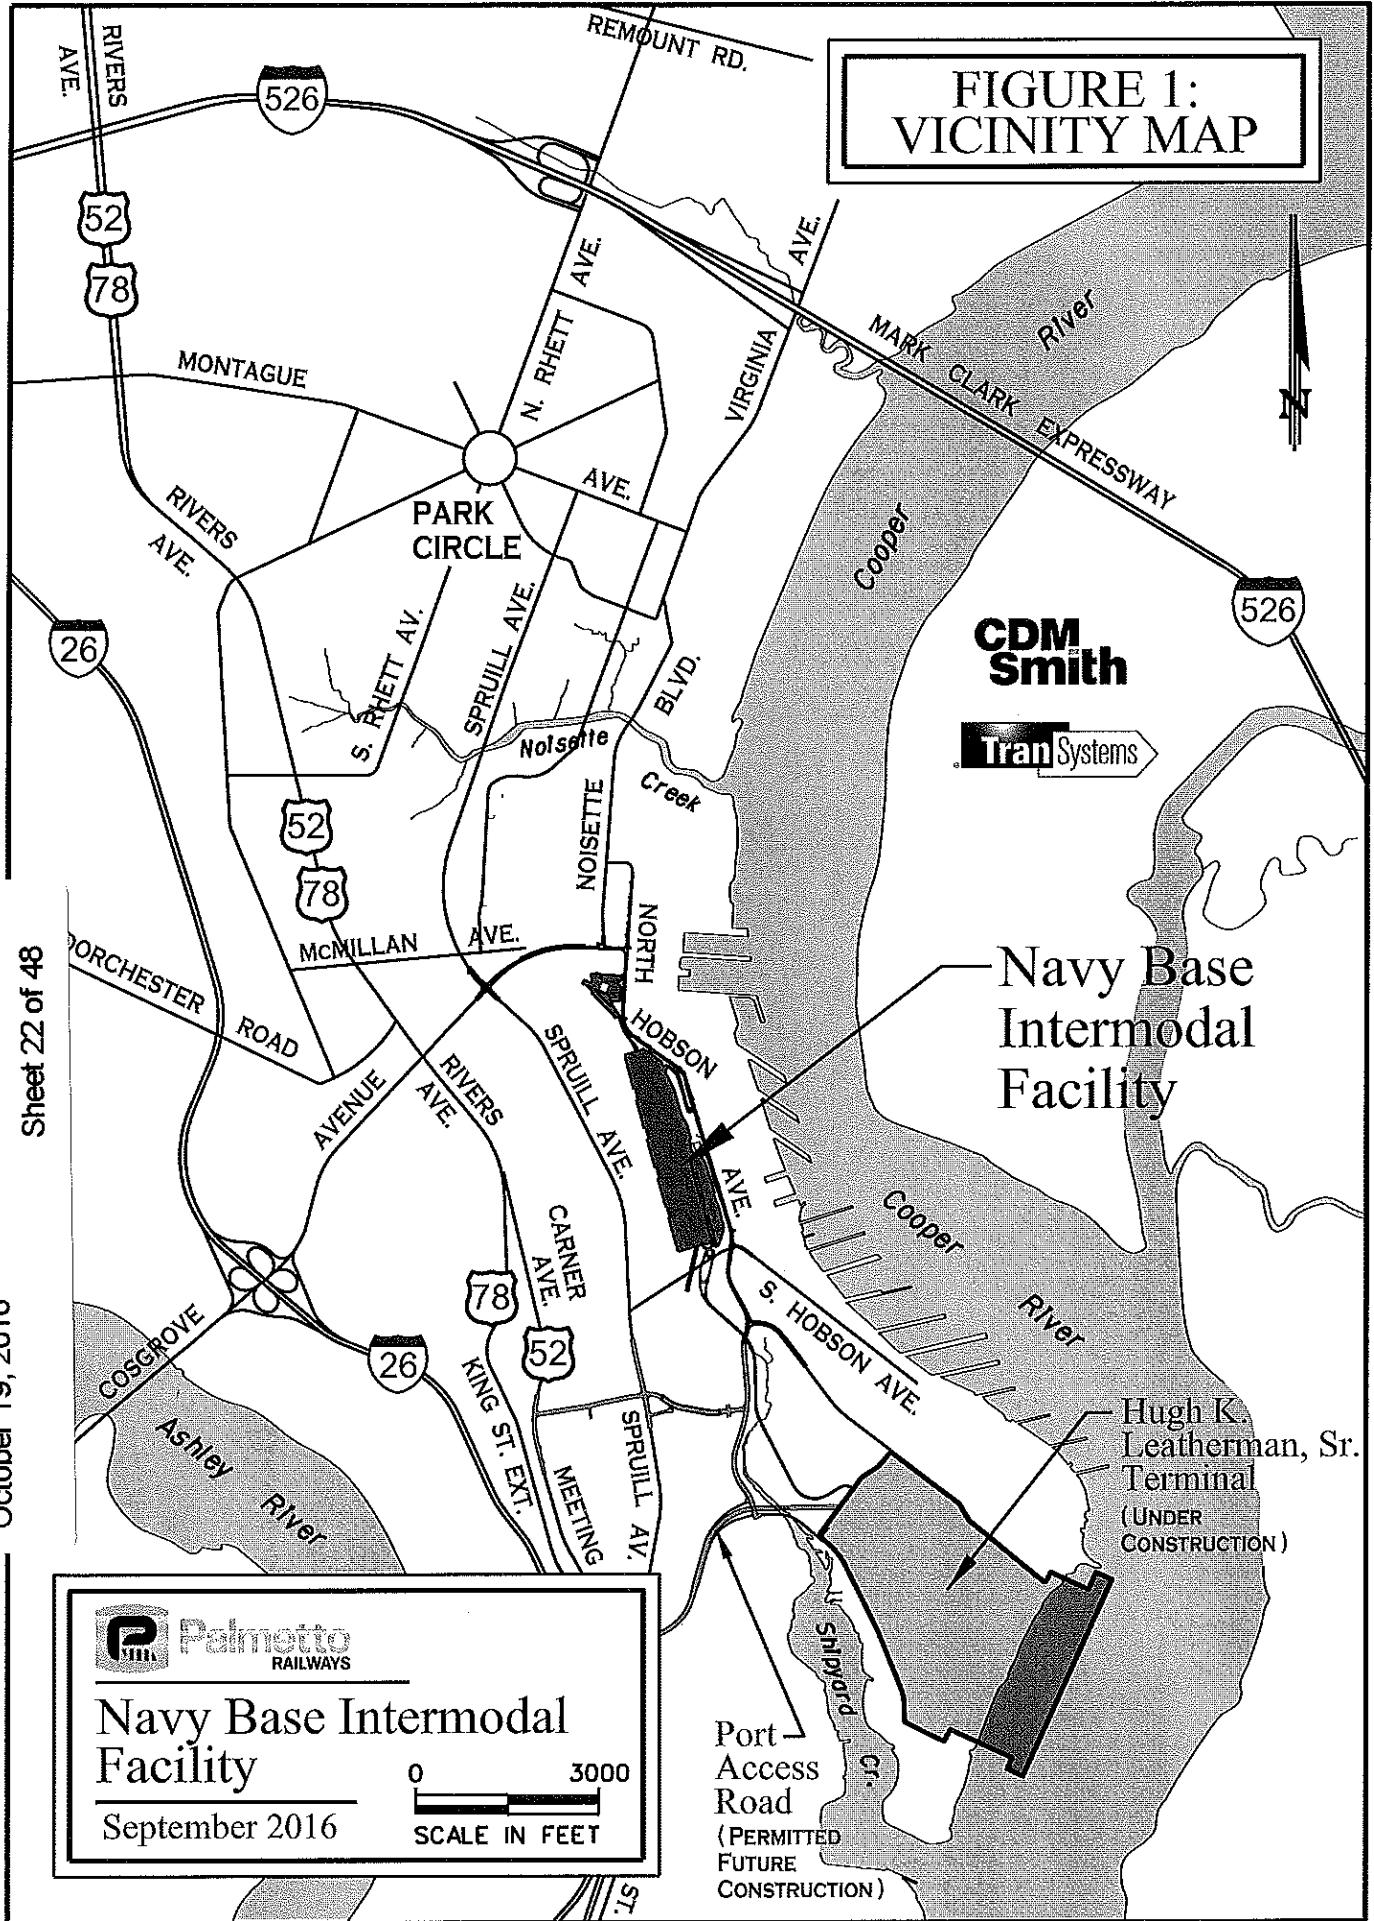 REMOUNT RD.
FIGURE 1:
VICINITY MAP
RIVERS
AVE.
526
52
78
N. RHETT
AVE.
VIRGINIA
AVE.
MARK CLARK EXPRESSWAY
River
N
MONTAGUE
AVE.
PARK
CIRCLE
RIVERS
AVE.
Cooper
526
26
CDM
Smith
TranSystems
S. RHETT AV.
SPRUILL AVE.
BLVD.
NOISETTE
Noisette
Creek
52
78
NORTH
HOBSON
AVE.
McMILLAN AVE.
DORCHESTER ROAD
Navy Base
Intermodal
Facility
Sheet 22 of 48
AVENUE
RIVERS
AVE.
SPRUILL AVE.
CARNER
AVE.
Cooper
River
78
52
S. HOBSON AVE.
COSGROVE
26
KING ST. EXT.
MEETING
SPRUILL AV.
Ashley
River
Hugh K.
Leatherman, Sr.
Terminal
(UNDER
CONSTRUCTION)
Shipyard
Cr.
Port
Access
Road
(PERMITTED
FUTURE
CONSTRUCTION)
ST.
Palmetto
RAILWAYS
Navy Base Intermodal
Facility
September 2016
0 3000
SCALE IN FEET